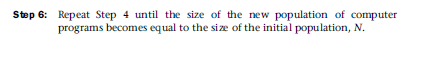 Step 6: Repeat Step 4 until the size of the new population of computer
programs becomes equal to the size of the initial population, N.